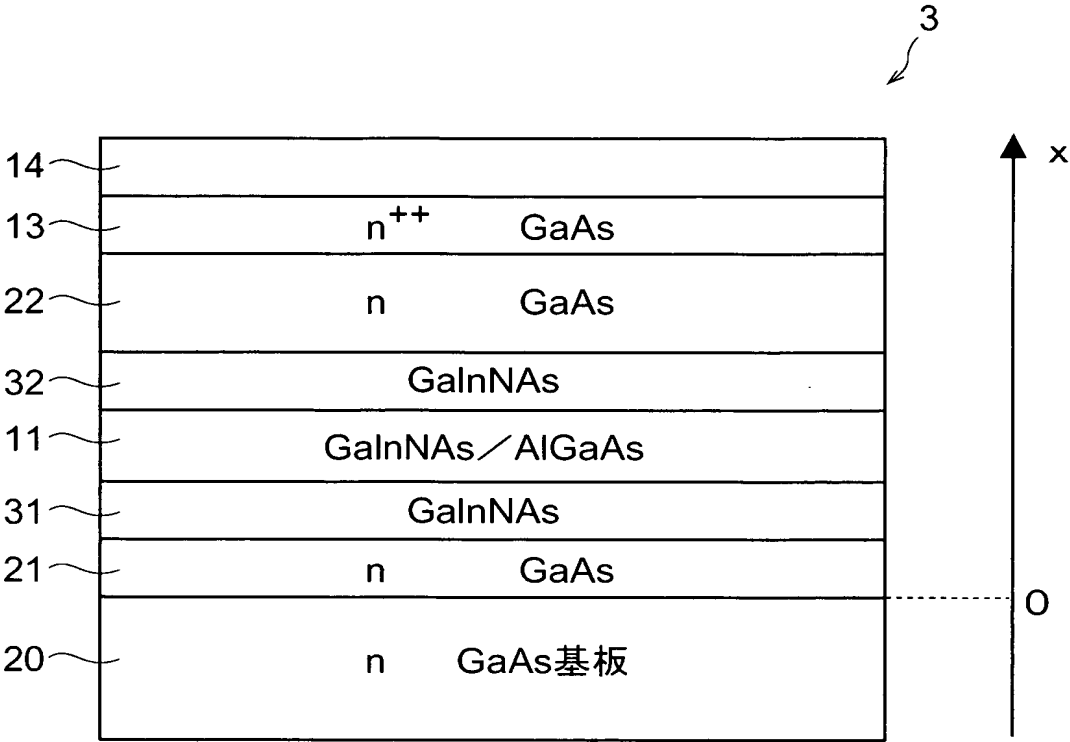 3
14
x
13 n++ GaAs
22 n GaAs
32 GaInNAs
11 GaInNAs／AlGaAs
31 GaInNAs
21 n GaAs
0
20 n GaAs基板